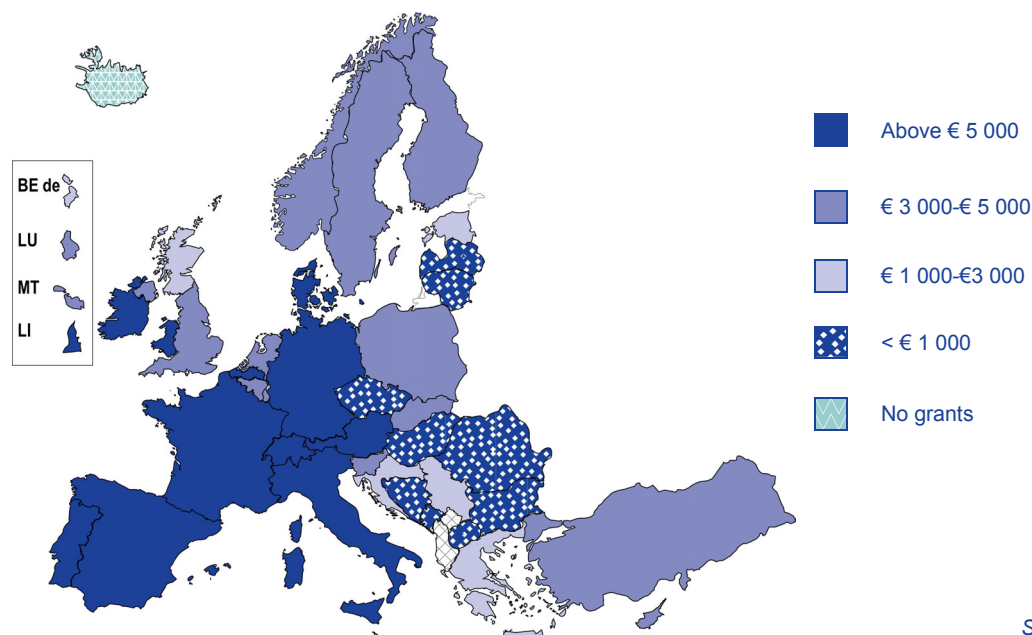 BE de
LU
MT
LI
Above € 5 000
€ 3 000-€ 5 000
€ 1 000-€3 000
< € 1 000
No grants
S